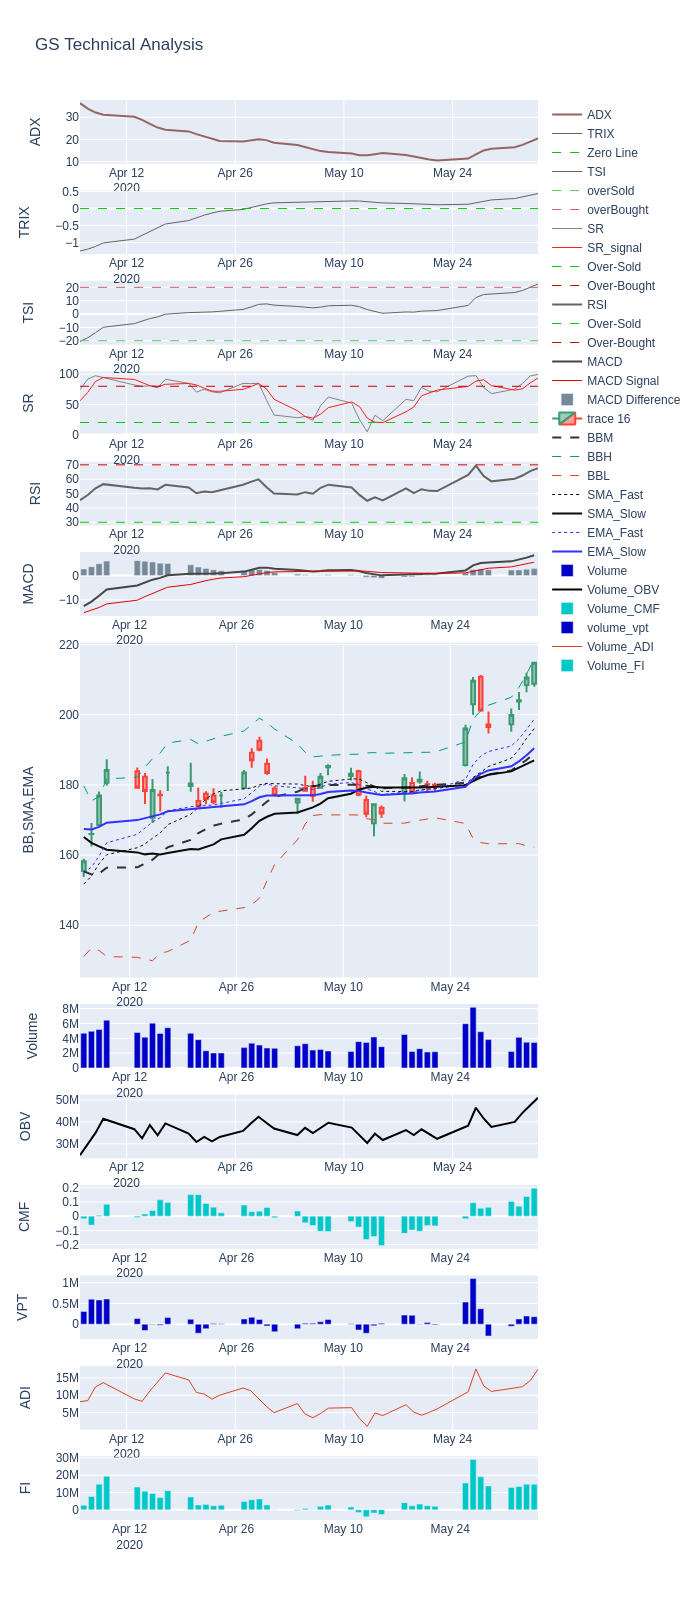 GS Technical Analysis
ADX
30
20
10
Apr 12
2020
Apr 26
May 10
May 24
TRIX
0.5
0
−0.5
−1
Apr 12
2020
Apr 26
May 10
May 24
TSI
20
10
0
−10
−20
Apr 12
2020
Apr 26
May 10
May 24
SR
100
50
0
Apr 12
2020
Apr 26
May 10
May 24
RSI
70
60
50
40
30
Apr 12
2020
Apr 26
May 10
May 24
MACD
0
−10
Apr 12
2020
Apr 26
May 10
May 24
BB,SMA,EMA
220
200
180
160
140
Apr 12
2020
Apr 26
May 10
May 24
Volume
8M
6M
4M
2M
0
Apr 12
2020
Apr 26
May 10
May 24
OBV
50M
40M
30M
Apr 12
2020
Apr 26
May 10
May 24
CMF
0.2
0.1
0
−0.1
−0.2
Apr 12
2020
Apr 26
May 10
May 24
VPT
1M
0.5M
0
Apr 12
2020
Apr 26
May 10
May 24
ADI
15M
10M
5M
Apr 12
2020
Apr 26
May 10
May 24
FI
30M
20M
10M
0
Apr 12
2020
Apr 26
May 10
May 24
ADX
TRIX
Zero Line
TSI
overSold
overBought
SR
SR_signal
Over-Sold
Over-Bought
RSI
Over-Sold
Over-Bought
MACD
MACD Signal
MACD Difference
trace 16
BBM
BBH
BBL
SMA_Fast
SMA_Slow
EMA_Fast
EMA_Slow
Volume
Volume_OBV
Volume_CMF
volume_vpt
Volume_ADI
Volume_FI